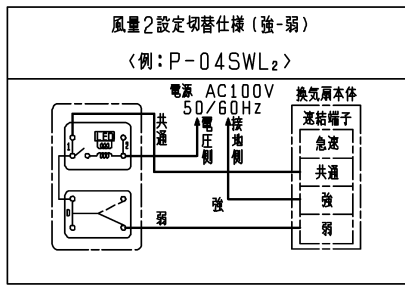 風量2設定切替仕様(強-弱)
〈例:P-04SWL₂〉
電源 AC100V
50/60Hz
換気扇本体
速結端子
急速
共通
強
弱
共通
電圧側
接地側
強
弱
LED
1
2
0